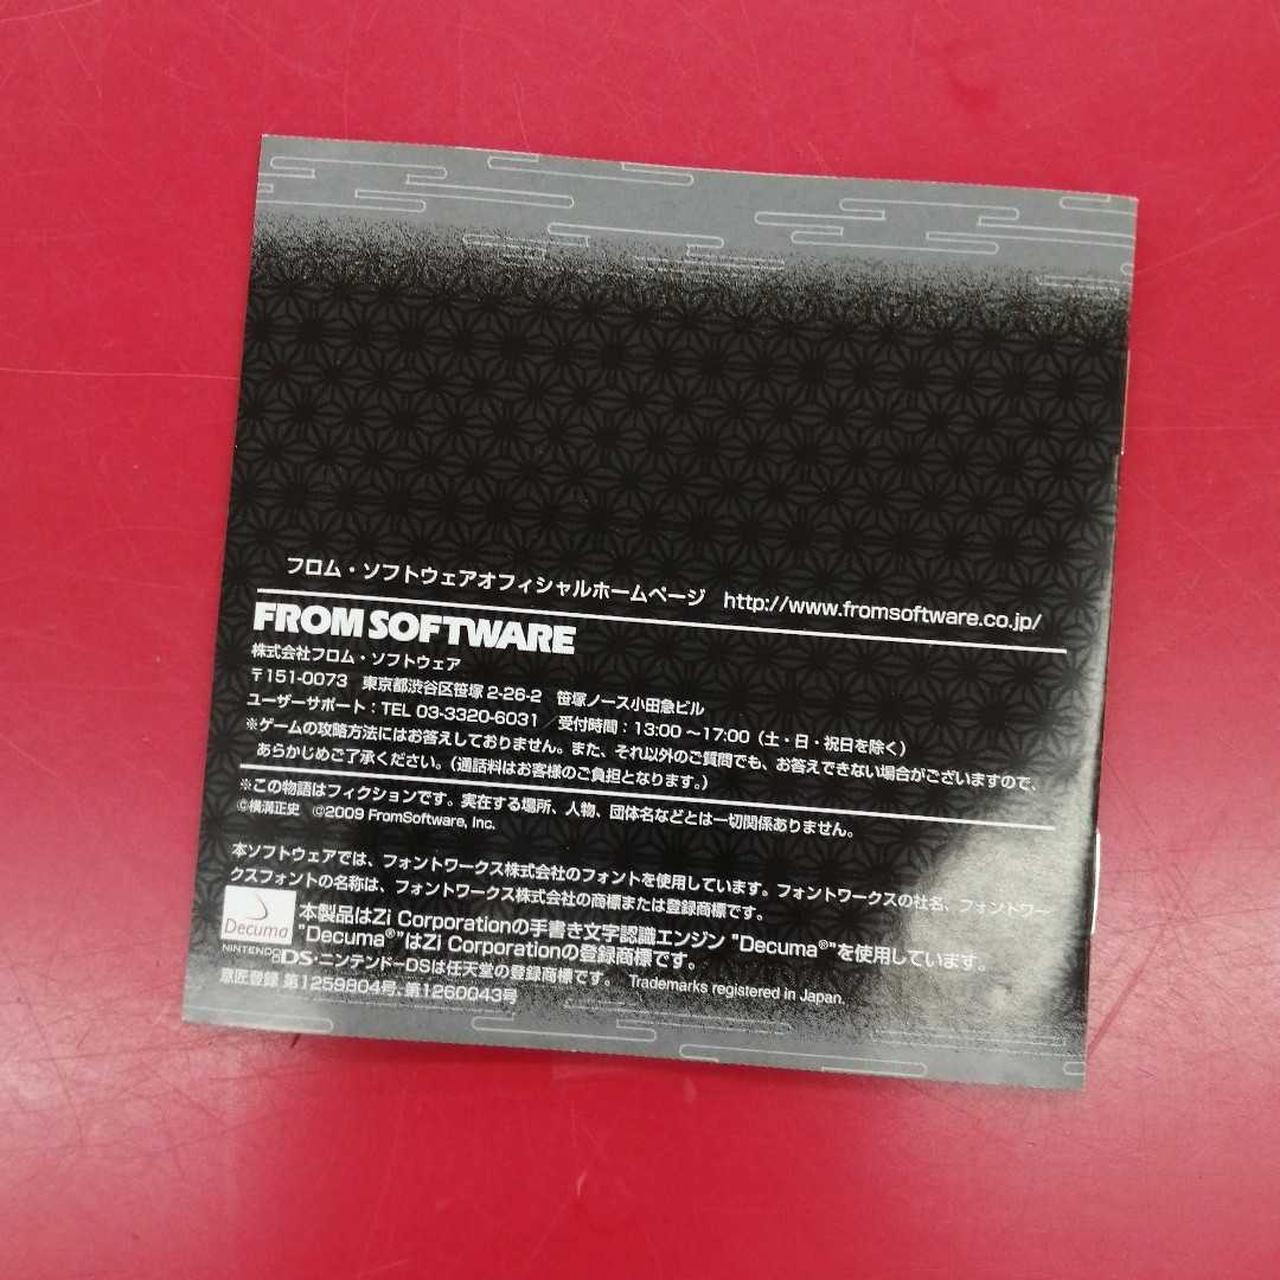 フロム・ソフトウェアオフィシャルホームページ http://www.fromsoftware.co.jp/
FROM SOFTWARE
株式会社フロム・ソフトウェア
〒151-0073 東京都渋谷区笹塚2-26-2 笹塚ノース小田急ビル
ユーザーサポート：TEL 03-3320-6031／受付時間：13:00～17:00（土・日・祝日を除く）
※ゲームの攻略方法にはお答えしておりません。また、それ以外のご質問でも、お答えできない場合がございますので、
あらかじめご了承ください。（通話料はお客様のご負担となります。）
※この物語はフィクションです。実在する場所、人物、団体名などとは一切関係ありません。
©横溝正史 ©2009 FromSoftware, Inc.
本ソフトウェアでは、フォントワークス株式会社のフォントを使用しています。フォントワークスの社名、フォントワー
クスフォントの名称は、フォントワークス株式会社の商標または登録商標です。
Decuma
本製品はZi Corporationの手書き文字認識エンジン "Decuma®"を使用しています。
"Decuma®"はZi Corporationの登録商標です。
NINTENDO DS・ニンテンドーDSは任天堂の登録商標です。 Trademarks registered in Japan.
意匠登録 第1259804号、第1260043号